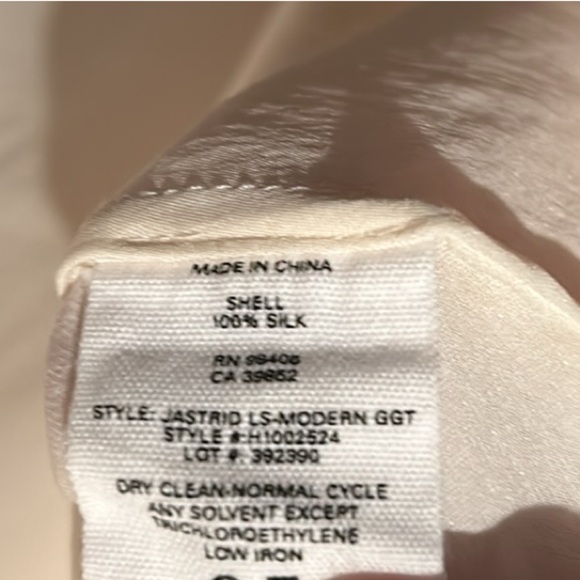 MADE IN CHINA
SHELL
100% SILK
RN 98408
CA 39852
STYLE: JASTRID LS-MODERN GGT
STYLE #:H1002524
LOT #: 392390
DRY CLEAN-NORMAL CYCLE
ANY SOLVENT EXCEPT
TRICHLOROETHYLENE
LOW IRON